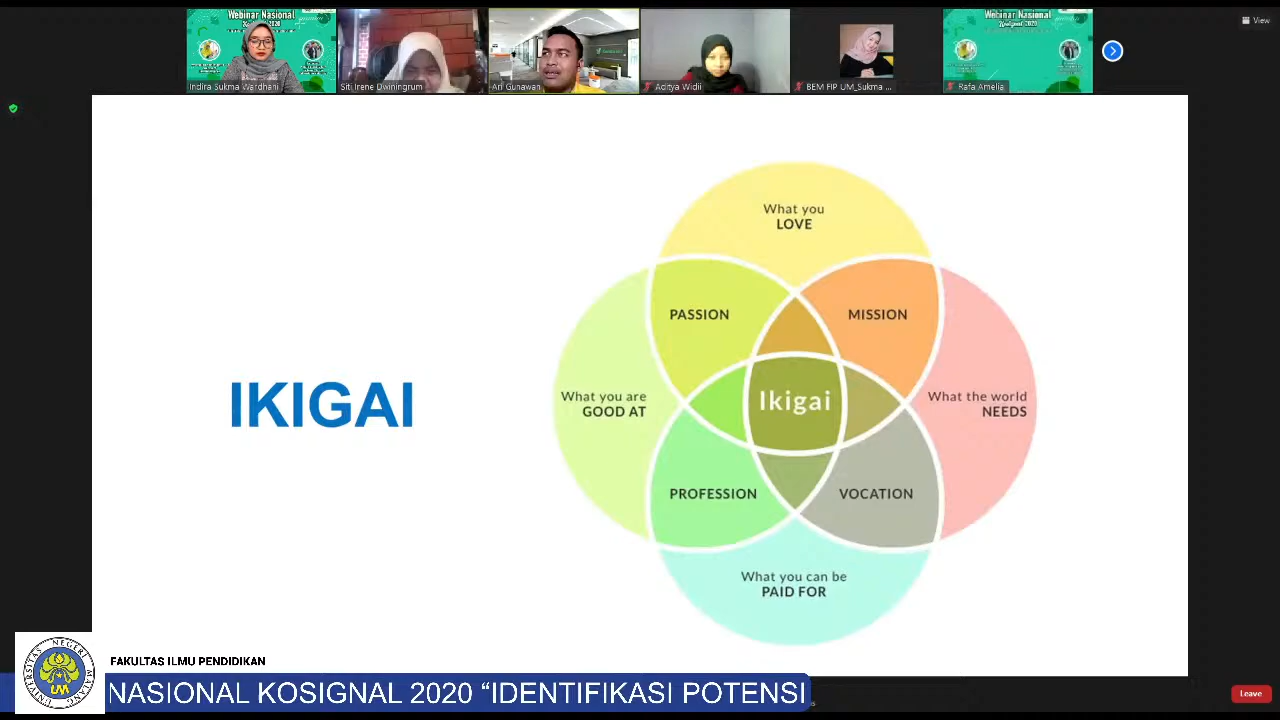 Webinar Nasional
Webinar Nasional
View
Indira Sukma Wardhani
Siti Irene Dwiningrum
Ari Gunawan
Aditya Widii
BEM FIP UM_Sukma ...
Rafa Amelia
What you
LOVE
PASSION
MISSION
IKIGAI
What you are
GOOD AT
Ikigai
What the world
NEEDS
PROFESSION
VOCATION
What you can be
PAID FOR
FAKULTAS ILMU PENDIDIKAN
NASIONAL KOSIGNAL 2020 “IDENTIFIKASI POTENSI
UM
Leave